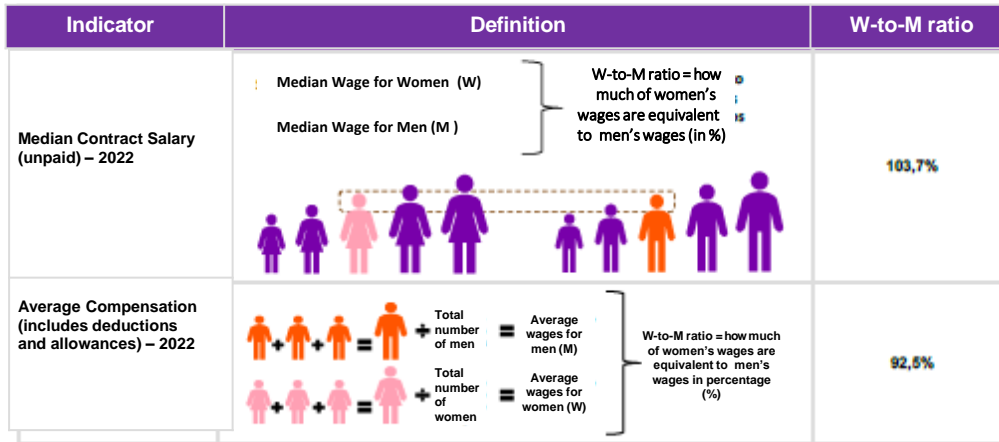 Indicator
Definition
W-to-M ratio
Median Contract Salary
(unpaid) – 2022
Median Wage for Women (W)
Median Wage for Men (M )
W-to-M ratio = how
much of women's
wages are equivalent
to men's wages (in %)
103,7%
Average Compensation
(includes deductions
and allowances) – 2022
+ + =
÷
Total
number
of men
=
Average
wages for
men (M)
+ + =
÷
Total
number
of
women
=
Average
wages for
women (W)
W-to-M ratio = how much
of women's wages are
equivalent to men's
wages in percentage
(%)
92,5%